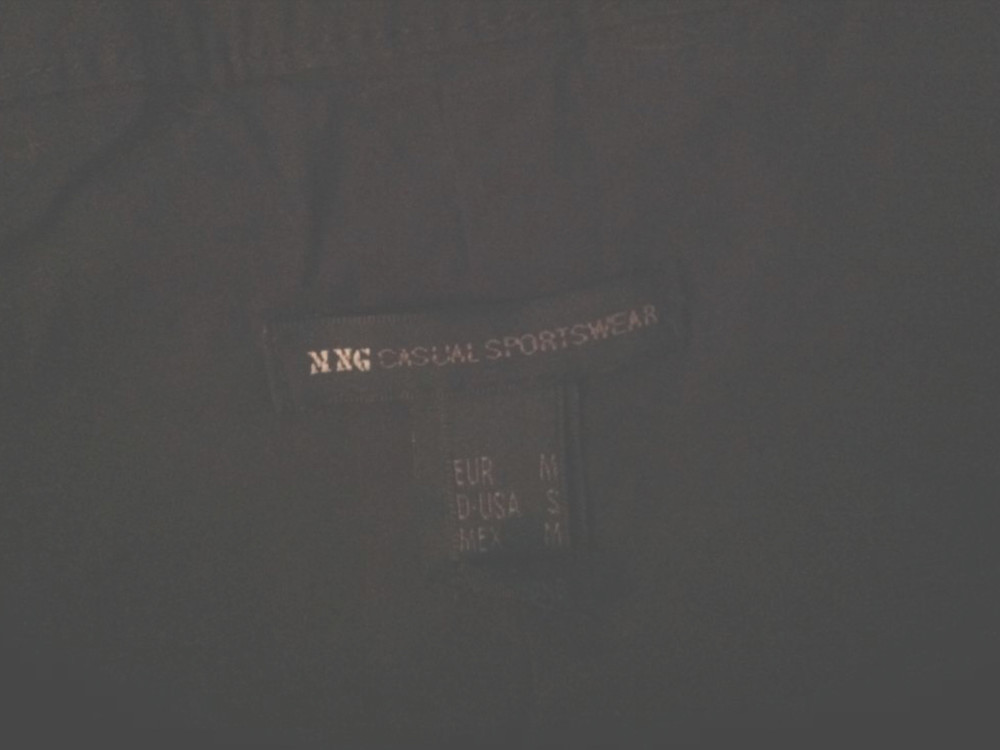 MNG CASUAL SPORTSWEAR
EUR M
D-USA S
MEX M